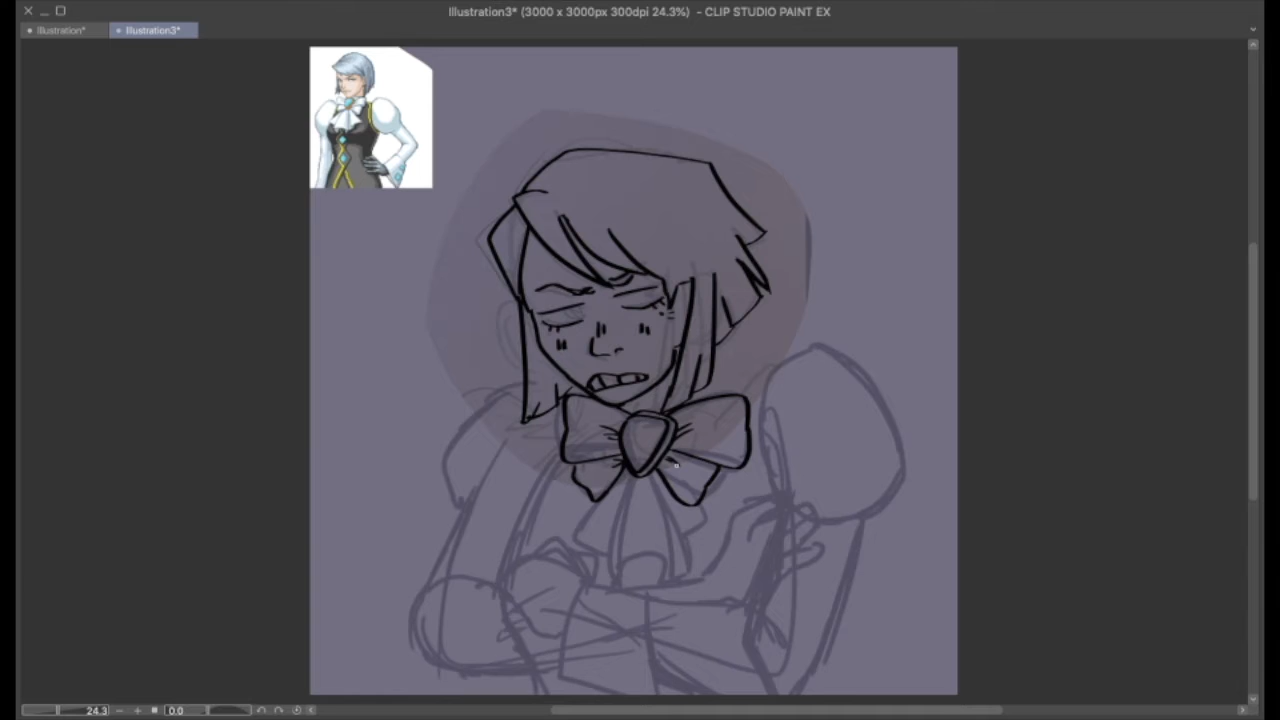 Illustration3* (3000 x 3000px 300dpi 24.3%) - CLIP STUDIO PAINT EX
Illustration* Illustration3*
24.3 0.0